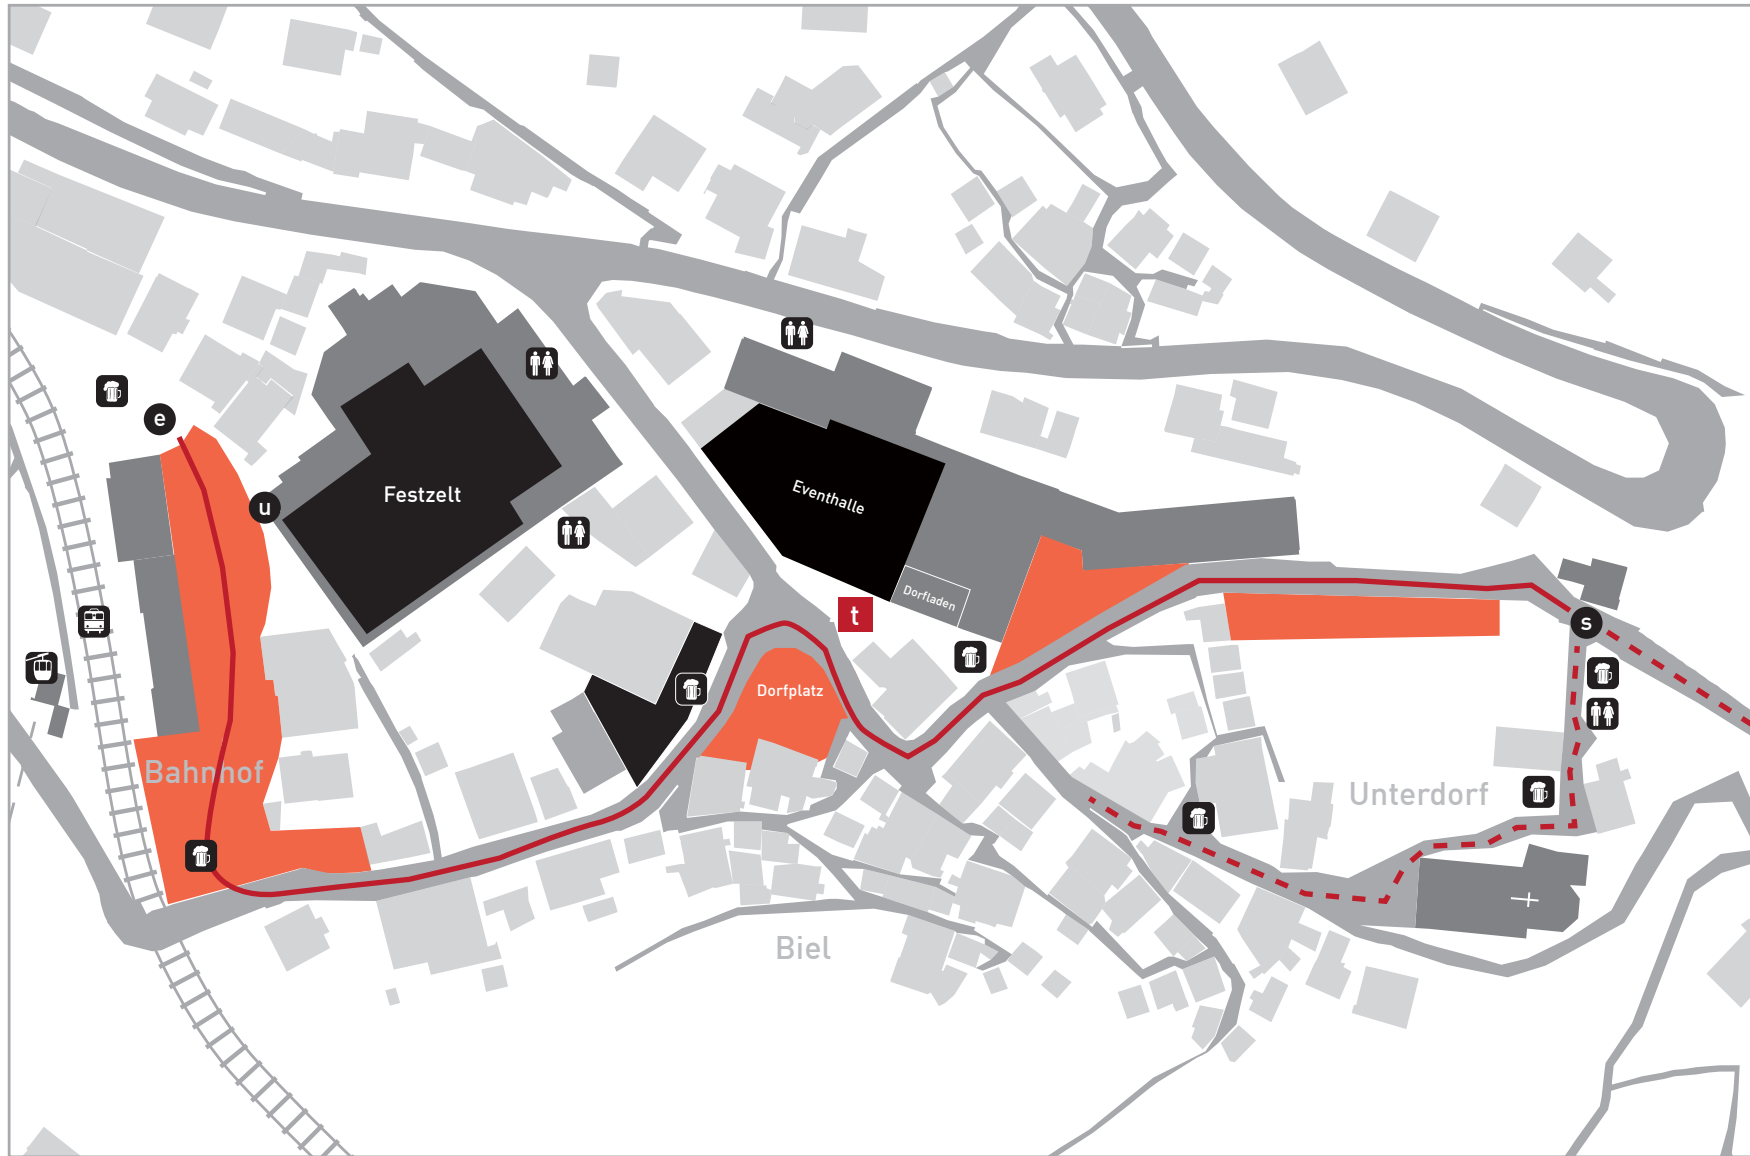 e
Festzelt
Eventhalle
u
Dorfladen
t
s
Dorfplatz
Bahnhof
Unterdorf
Biel